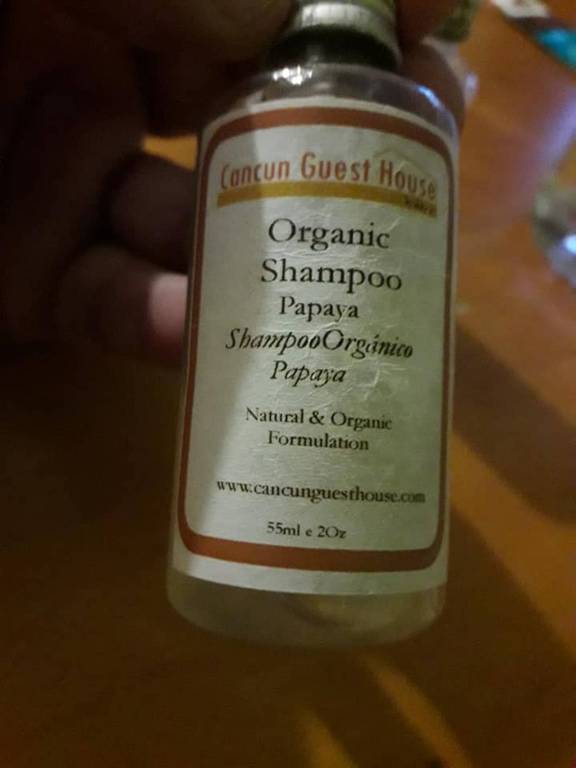 Cancun Guest House
Organic
Shampoo
Papaya
ShampooOrgánico
Papaya
Natural & Organic
Formulation
www.cancunguesthouse.com
55ml e 2Oz